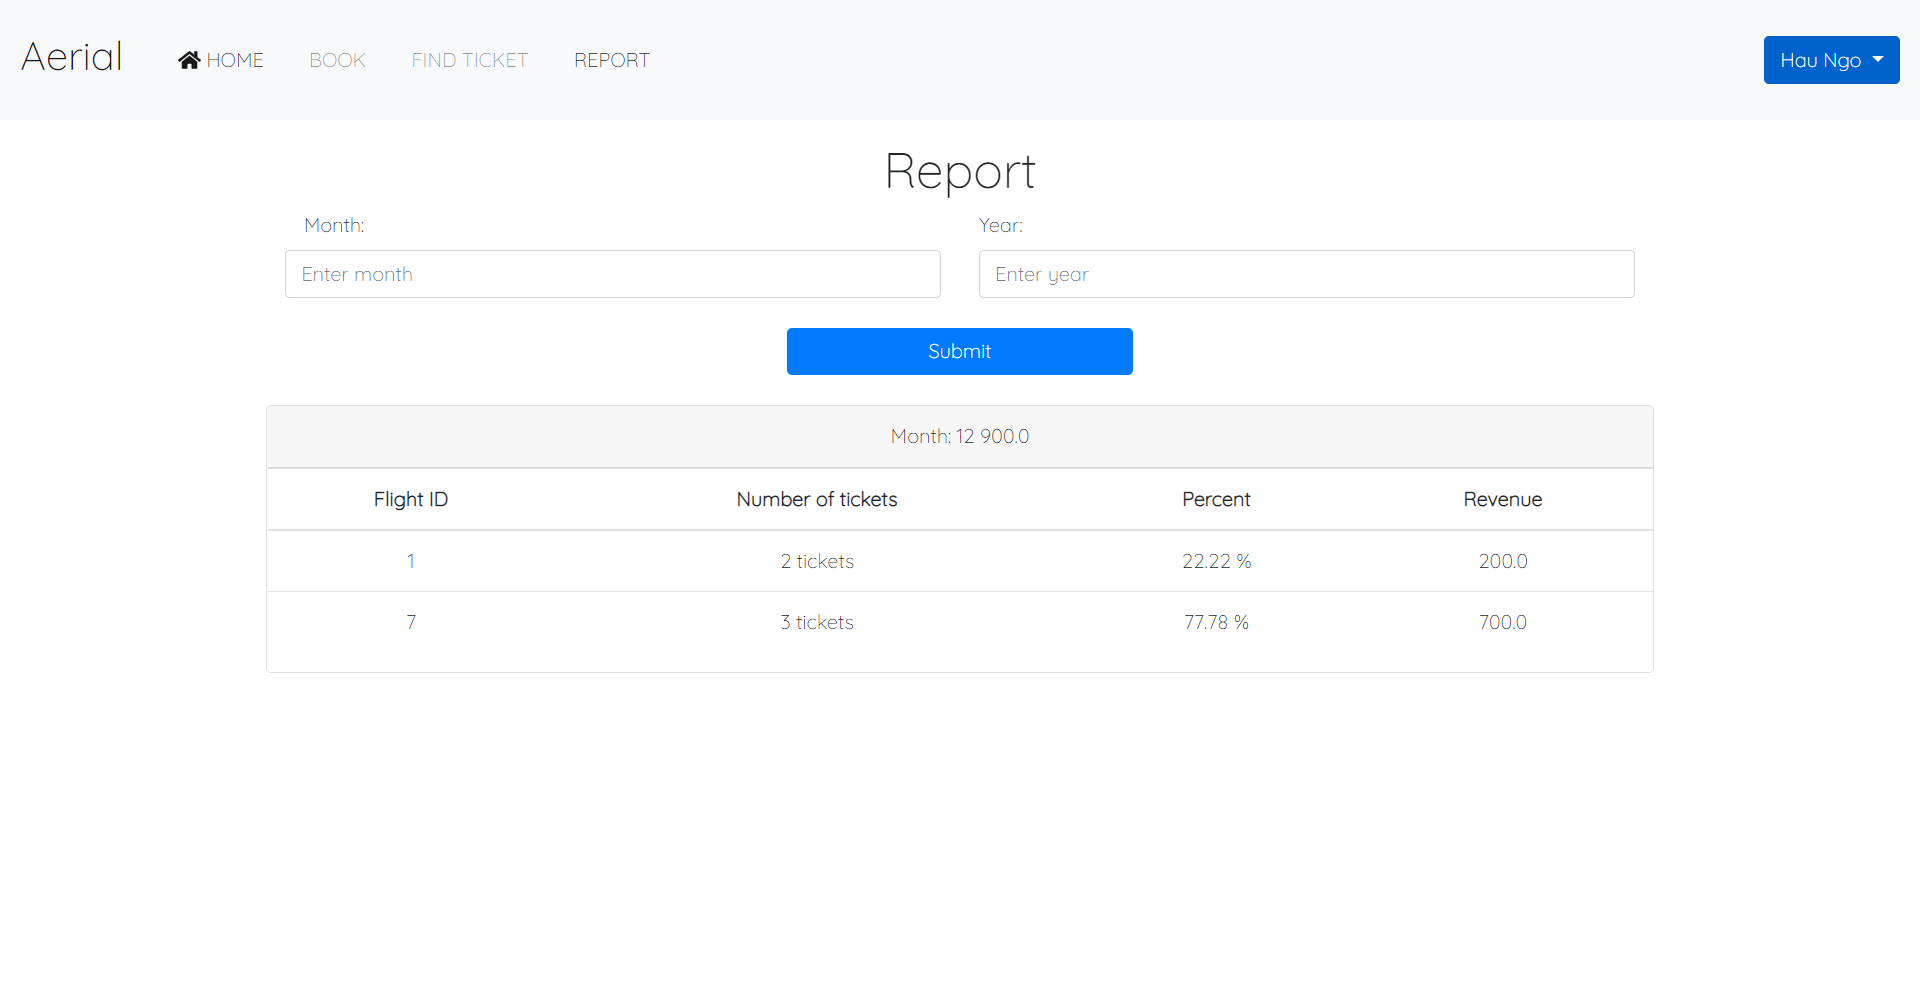 Aerial HOME BOOK FIND TICKET REPORT Hau Ngo
Report
Month: Year:
Enter month Enter year
Submit
Month: 12 900.0
Flight ID Number of tickets Percent Revenue
1 2 tickets 22.22 % 200.0
7 3 tickets 77.78 % 700.0